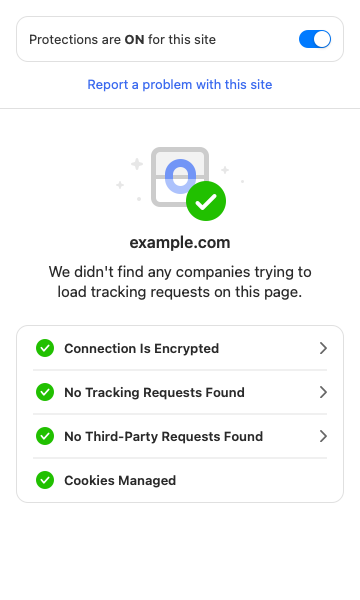 Protections are ON for this site
Report a problem with this site
example.com
We didn't find any companies trying to
load tracking requests on this page.
Connection Is Encrypted
No Tracking Requests Found
No Third-Party Requests Found
Cookies Managed